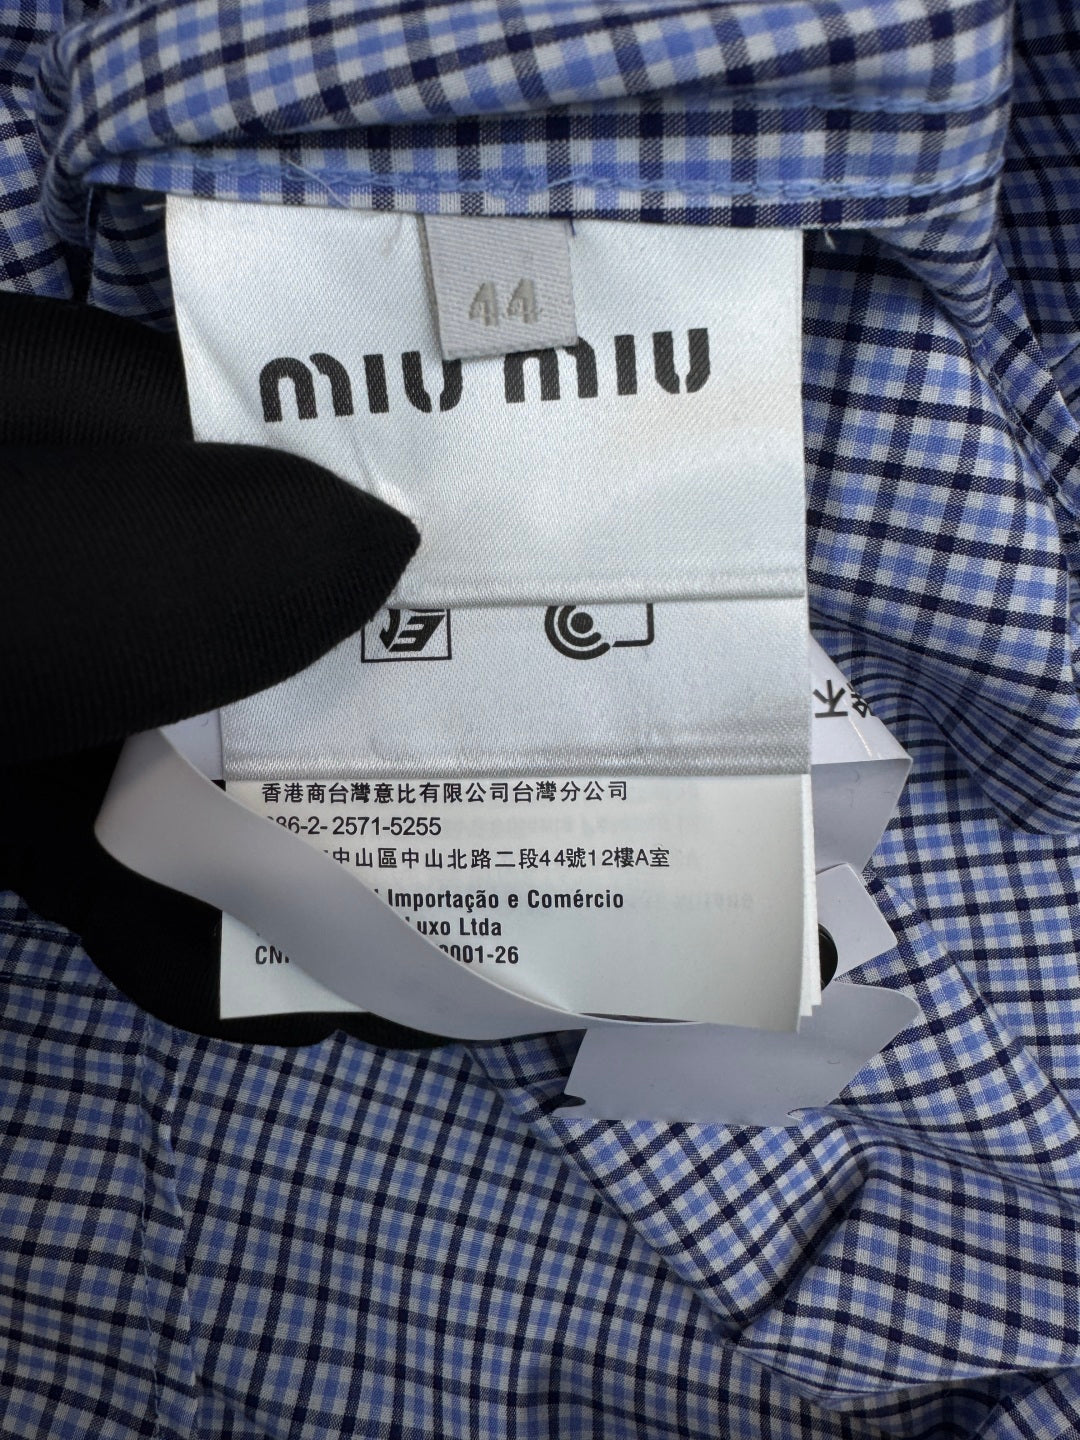 44
miu miu
不
香港商台灣意比有限公司台灣分公司
86-2-2571-5255
中山區中山北路二段44號12樓A室
Importação e Comércio
Luxo Ltda
001-26